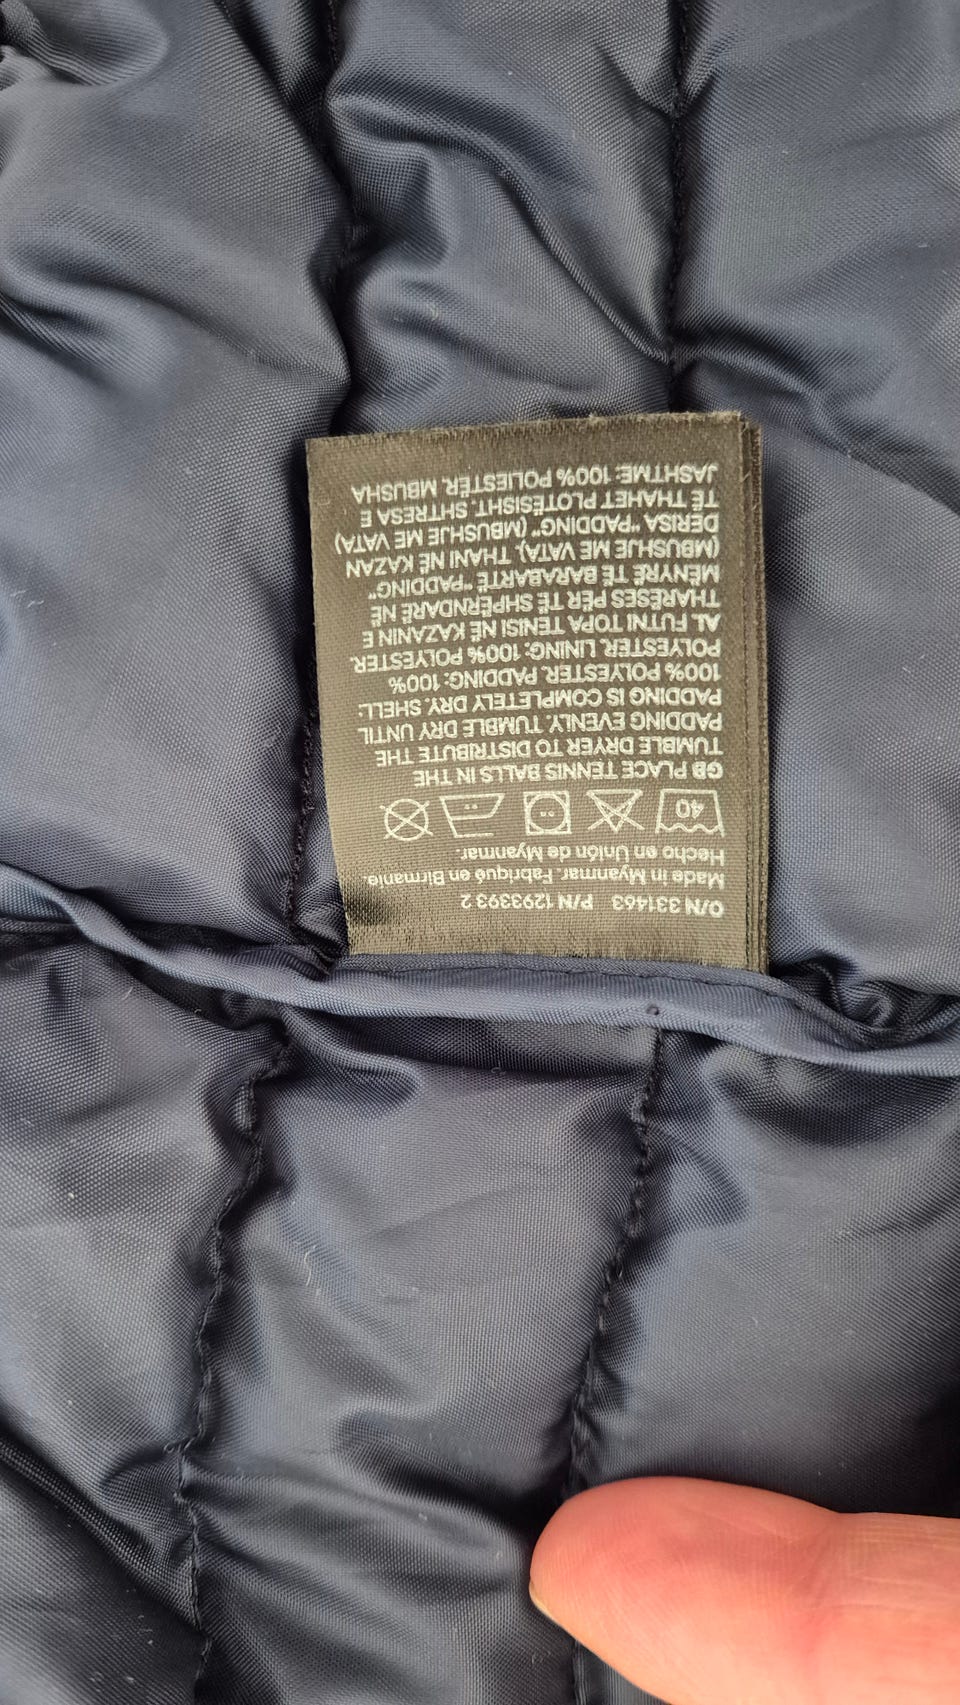 O/N 331463 P/N 1293393 2
Made in Myanmar. Fabriqué en Birmanie.
Hecho en Unión de Myanmar.
40
GB PLACE TENNIS BALLS IN THE
TUMBLE DRYER TO DISTRIBUTE THE
PADDING EVENLY. TUMBLE DRY UNTIL
PADDING IS COMPLETELY DRY. SHELL:
100% POLYESTER. PADDING: 100%
POLYESTER. LINING: 100% POLYESTER.
AL FUTNI TOPA TENISI NË KAZANIN E
THARËSES PËR TË SHPËRNDARË NË
MËNYRË TË BARABARTË "PADDING"
(MBUSHJE ME VATA), THANI NË KAZAN
DERISA "PADDING" (MBUSHJE ME VATA)
TË THANET PLOTËSISHT. SHTRESA E
JASHTME: 100% POLIESTËR. MBUSHA